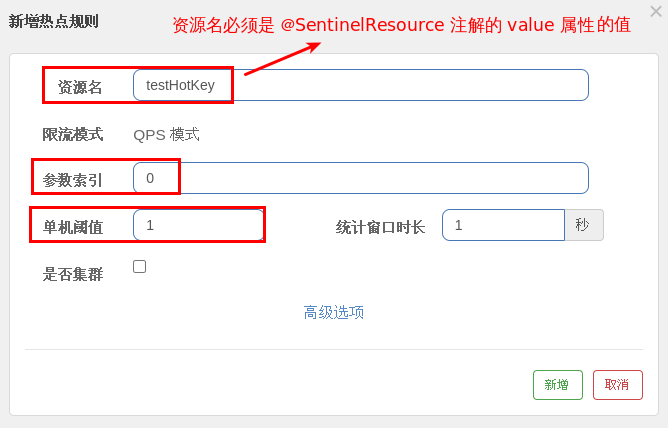 新增热点规则
资源名必须是 @SentinelResource 注解的 value 属性的值
×
资源名 testHotKey
限流模式 QPS 模式
参数索引 0
单机阈值 1 统计窗口时长 1 秒
是否集群
高级选项
新增 取消